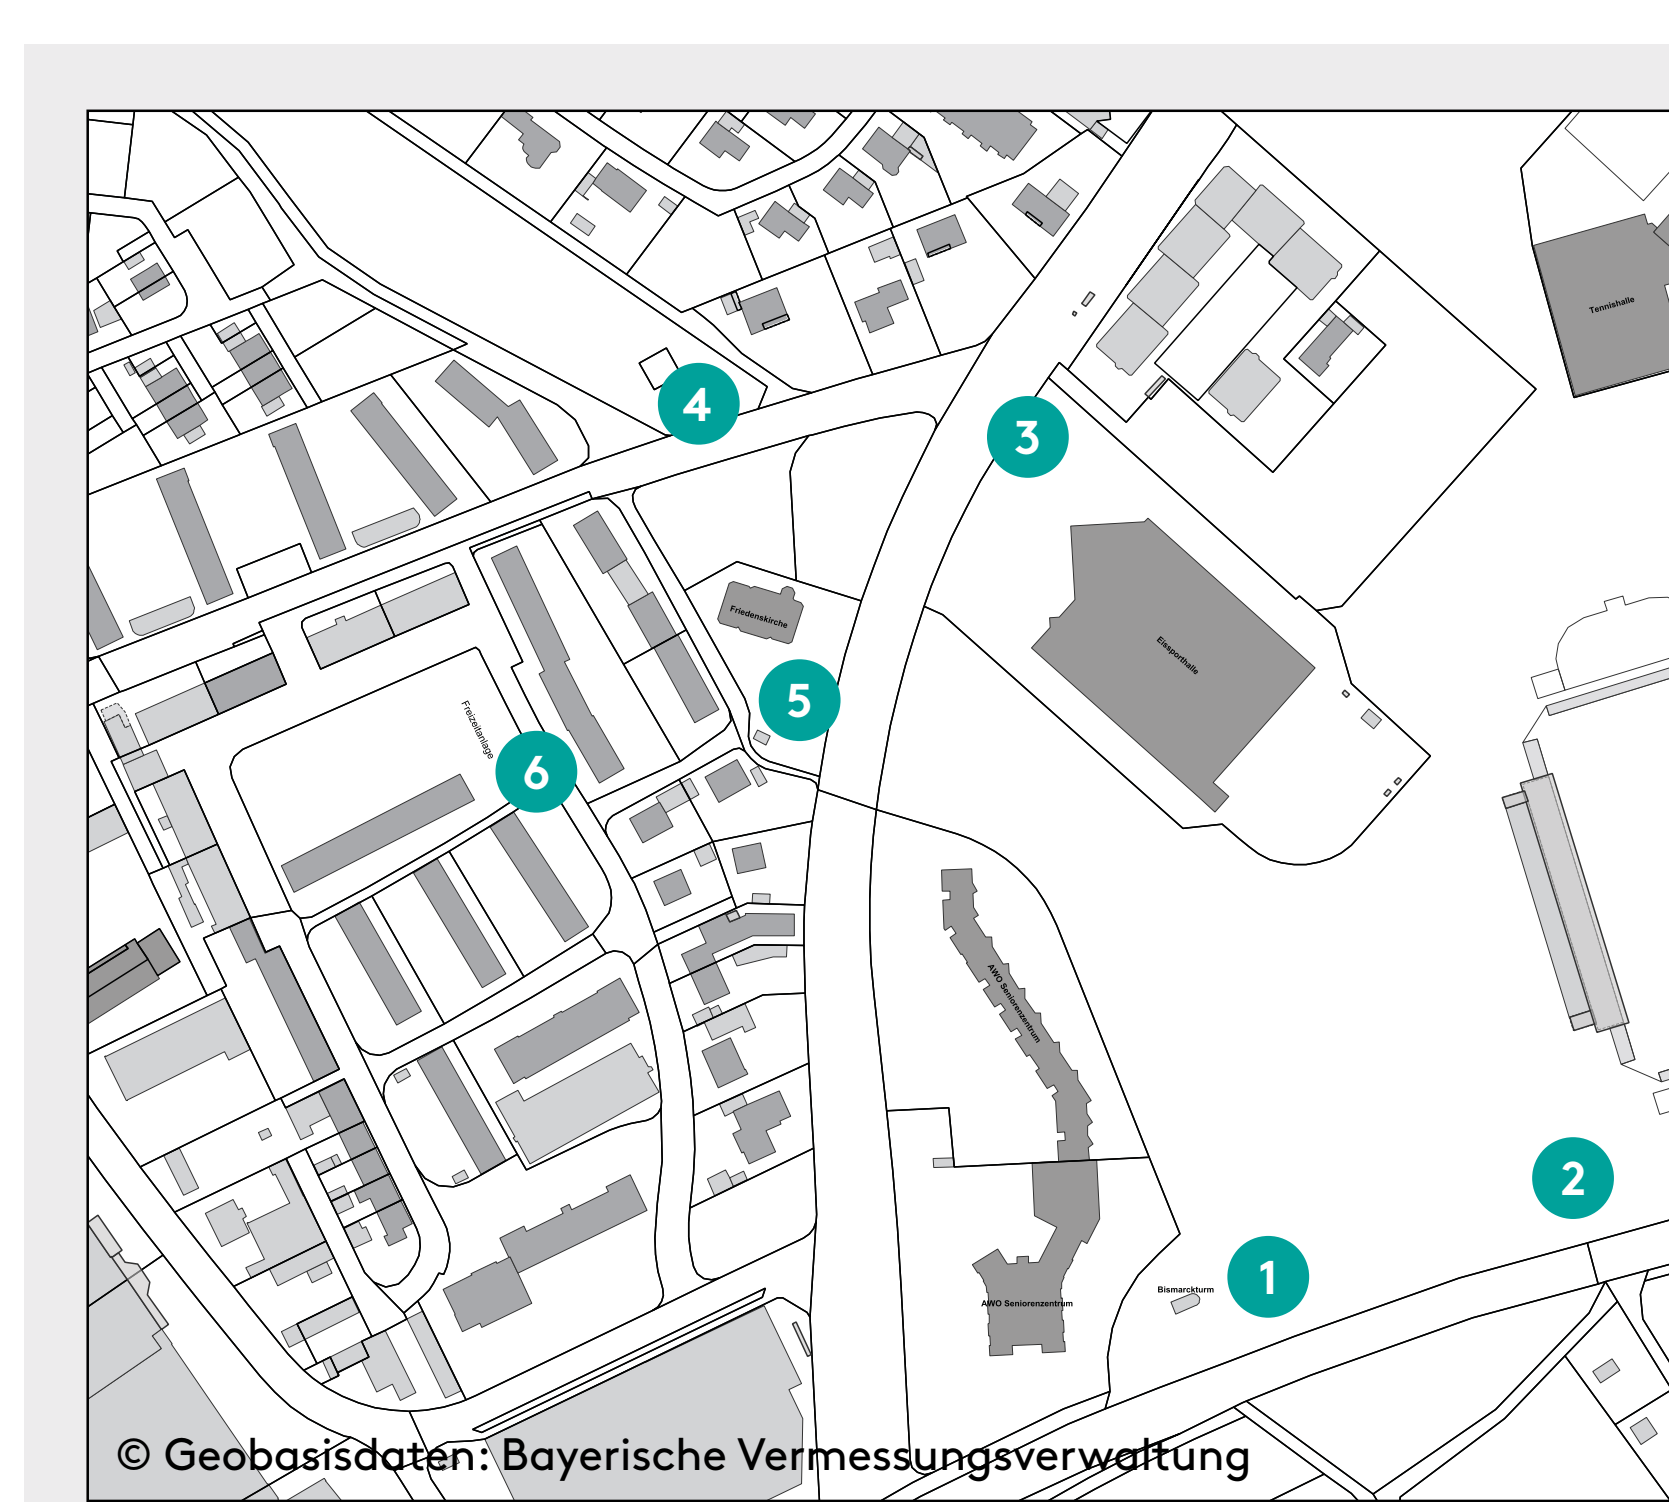 Tennishalle
4
3
Friedenskirche
Eissporthalle
5
Freizeitanlage
6
AWO Seniorenzentrum
2
1
Bismarckturm
AWO Seniorenzentrum
© Geobasisdaten: Bayerische Vermessungsverwaltung